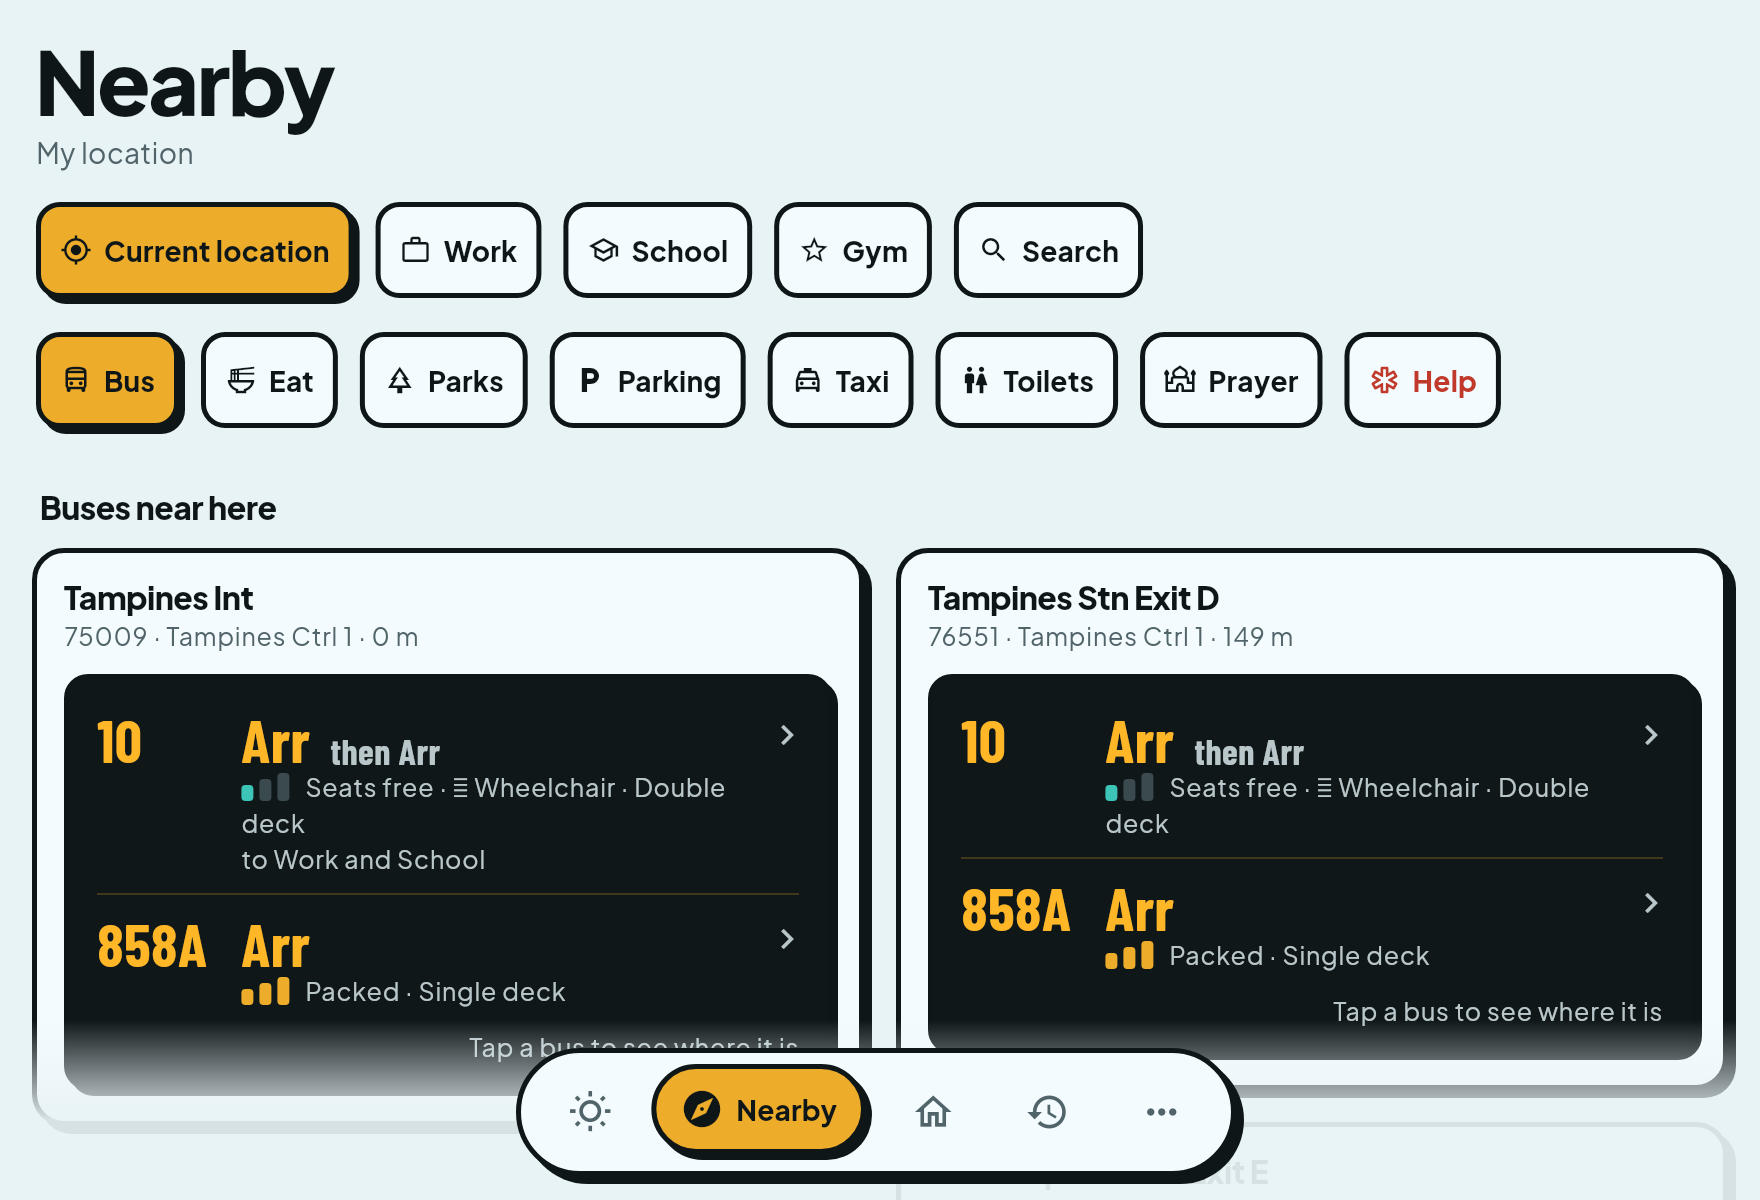 Nearby
My location
Current location
Work
School
Gym
Search
Bus
Eat
Parks
P Parking
Taxi
Toilets
Prayer
Help
Buses near here
Tampines Int
75009 · Tampines Ctrl 1 · 0 m
10 Arr then Arr
Seats free · Wheelchair · Double
deck
to Work and School
858A Arr
Packed · Single deck
Tap a bus to see where it is
Tampines Stn Exit D
76551 · Tampines Ctrl 1 · 149 m
10 Arr then Arr
Seats free · Wheelchair · Double
deck
858A Arr
Packed · Single deck
Tap a bus to see where it is
Nearby
E